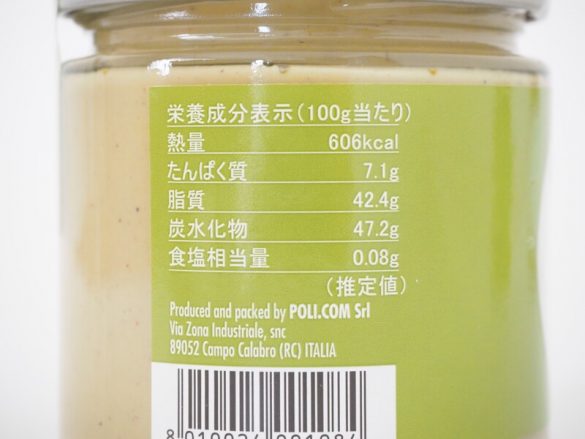 栄養成分表示(100g当たり)
熱量 606kcal
たんぱく質 7.1g
脂質 42.4g
炭水化物 47.2g
食塩相当量 0.08g
(推定値)
Produced and packed by POLI.COM Srl
Via Zona Industriale, snc
89052 Campo Calabro (RC) ITALIA